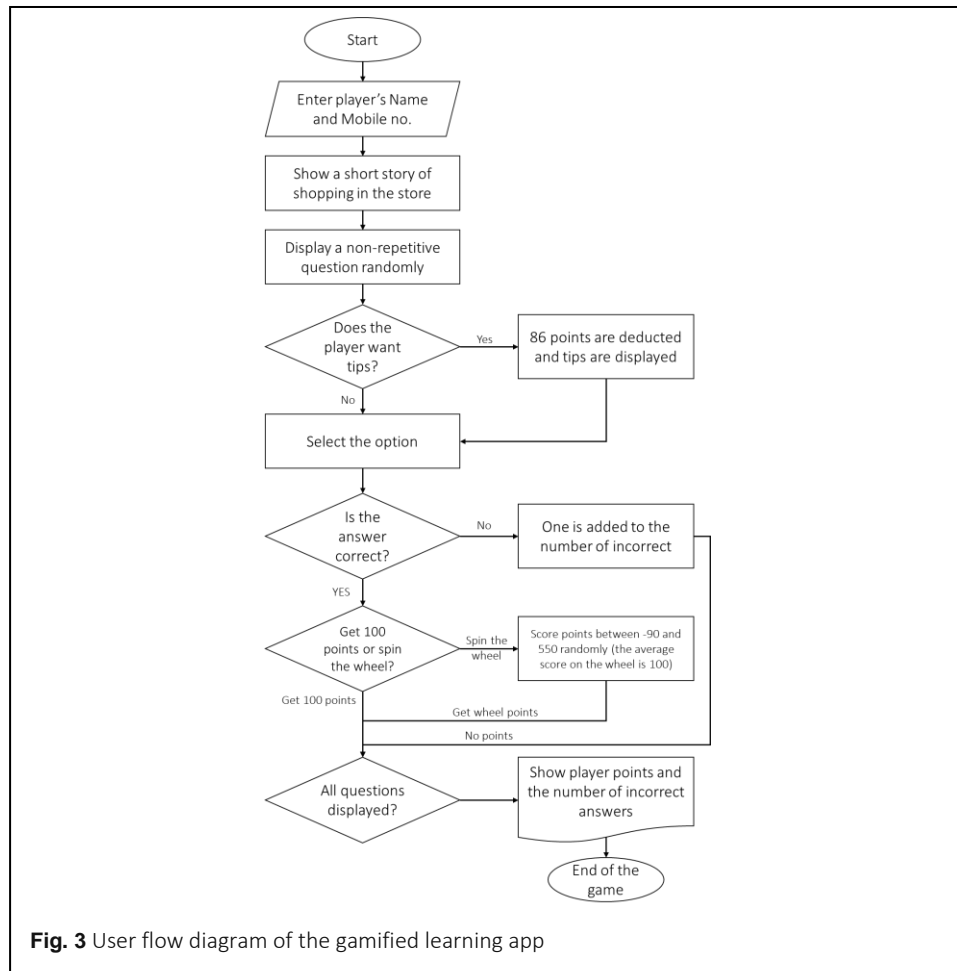 Start
Enter player’s Name
and Mobile no.
Show a short story of
shopping in the store
Display a non-repetitive
question randomly
Does the
player want
tips?
Yes
86 points are deducted
and tips are displayed
No
Select the option
Is the
answer
correct?
No
One is added to the
number of incorrect
YES
Get 100
points or spin
the wheel?
Spin the
wheel
Score points between -90 and
550 randomly (the average
score on the wheel is 100)
Get 100 points
Get wheel points
No points
All questions
displayed?
Show player points and
the number of incorrect
answers
End of the
game
Fig. 3 User flow diagram of the gamified learning app